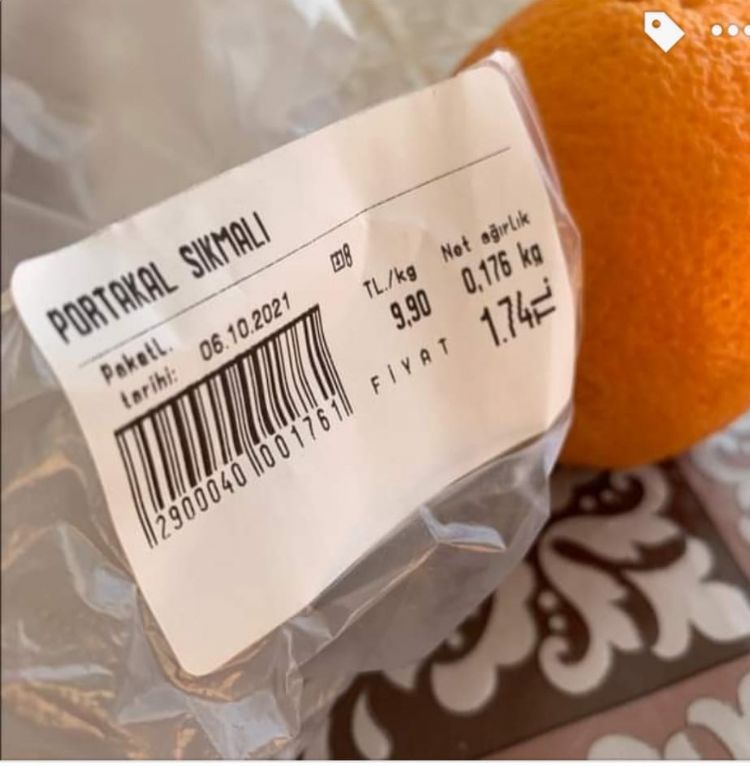 PORTAKAL SIKMALI
Paketl. tarihi: 06.10.2021
TL./kg
9,90
Net ağırlık
0,176 kg
FİYAT
1.74TL
2900040 001761